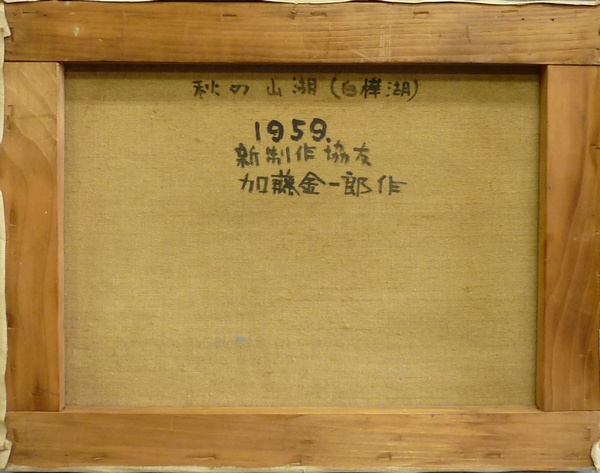 秋の山湖(白樺湖)
1959.
新制作協友
加藤金一郎作